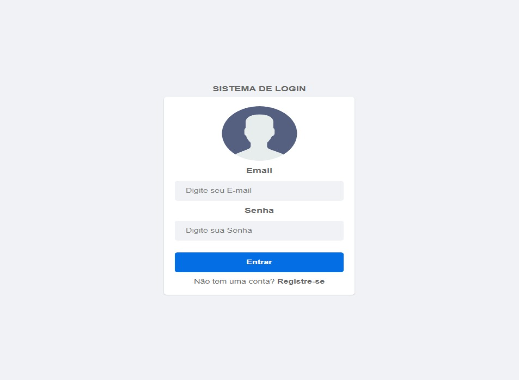 SISTEMA DE LOGIN
Email
Digite seu E-mail
Senha
Digite sua Senha
Entrar
Não tem uma conta? Registre-se